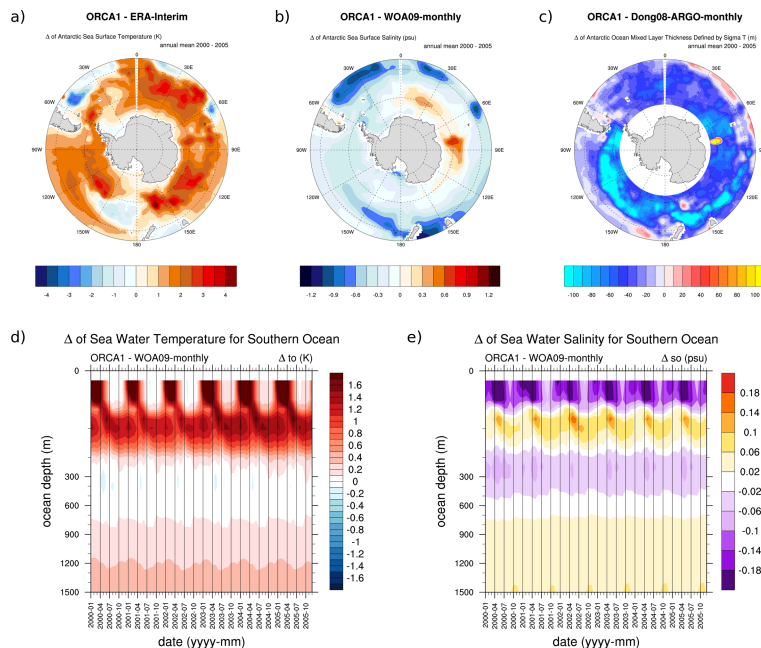 a)
ORCA1 - ERA-Interim
Δ of Antarctic Sea Surface Temperature (K)
annual mean 2000 - 2005
0
30E
60E
90E
120E
150E
180
150W
120W
90W
60W
30W
-4 -3 -2 -1 0 1 2 3 4
b)
ORCA1 - WOA09-monthly
Δ of Antarctic Sea Surface Salinity (psu)
annual mean 2000 - 2005
0
30E
60E
90E
120E
150E
180
150W
120W
90W
60W
30W
-1.2 -0.9 -0.6 -0.3 0 0.3 0.6 0.9 1.2
c)
ORCA1 - Dong08-ARGO-monthly
Δ of Antarctic Ocean Mixed Layer Thickness Defined by Sigma T (m)
annual mean 2000 - 2005
0
30E
60E
90E
120E
150E
180
150W
120W
90W
60W
30W
-100 -80 -60 -40 -20 0 20 40 60 80 100
d)
Δ of Sea Water Temperature for Southern Ocean
ORCA1 - WOA09-monthly Δ to (K)
ocean depth (m)
0
300
600
900
1200
1500
2000-01 2000-04 2000-07 2000-10 2001-01 2001-04 2001-07 2001-10 2002-01 2002-04 2002-07 2002-10 2003-01 2003-04 2003-07 2003-10 2004-01 2004-04 2004-07 2004-10 2005-01 2005-04 2005-07 2005-10
date (yyyy-mm)
1.6
1.4
1.2
1
0.8
0.6
0.4
0.2
0
-0.2
-0.4
-0.6
-0.8
-1
-1.2
-1.4
-1.6
e)
Δ of Sea Water Salinity for Southern Ocean
ORCA1 - WOA09-monthly Δ so (psu)
ocean depth (m)
0
300
600
900
1200
1500
2000-01 2000-04 2000-07 2000-10 2001-01 2001-04 2001-07 2001-10 2002-01 2002-04 2002-07 2002-10 2003-01 2003-04 2003-07 2003-10 2004-01 2004-04 2004-07 2004-10 2005-01 2005-04 2005-07 2005-10
date (yyyy-mm)
0.18
0.14
0.1
0.06
0.02
-0.02
-0.06
-0.1
-0.14
-0.18